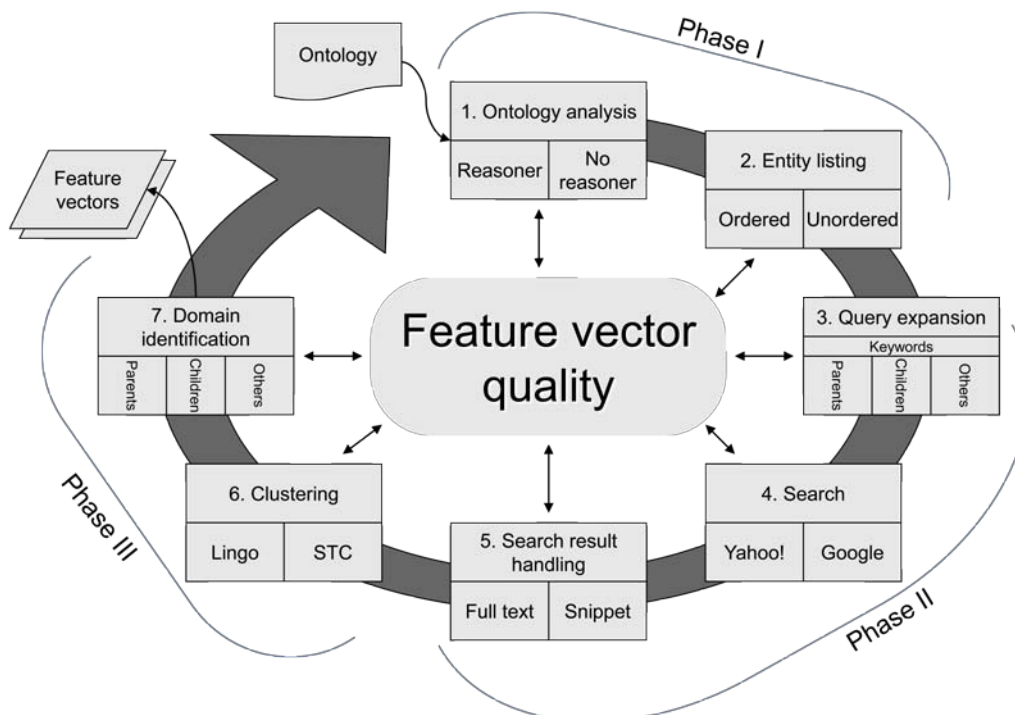 Phase I
Ontology
1. Ontology analysis
Reasoner
No
reasoner
2. Entity listing
Ordered
Unordered
Feature
vectors
7. Domain
identification
Parents
Children
Others
Feature vector
quality
3. Query expansion
Keywords
Parents
Children
Others
6. Clustering
Lingo
STC
5. Search result
handling
Full text
Snippet
4. Search
Yahoo!
Google
Phase III
Phase II